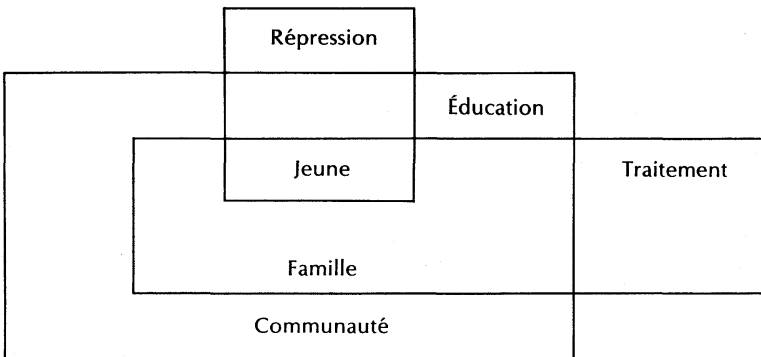 Répression
Éducation
Jeune
Traitement
Famille
Communauté